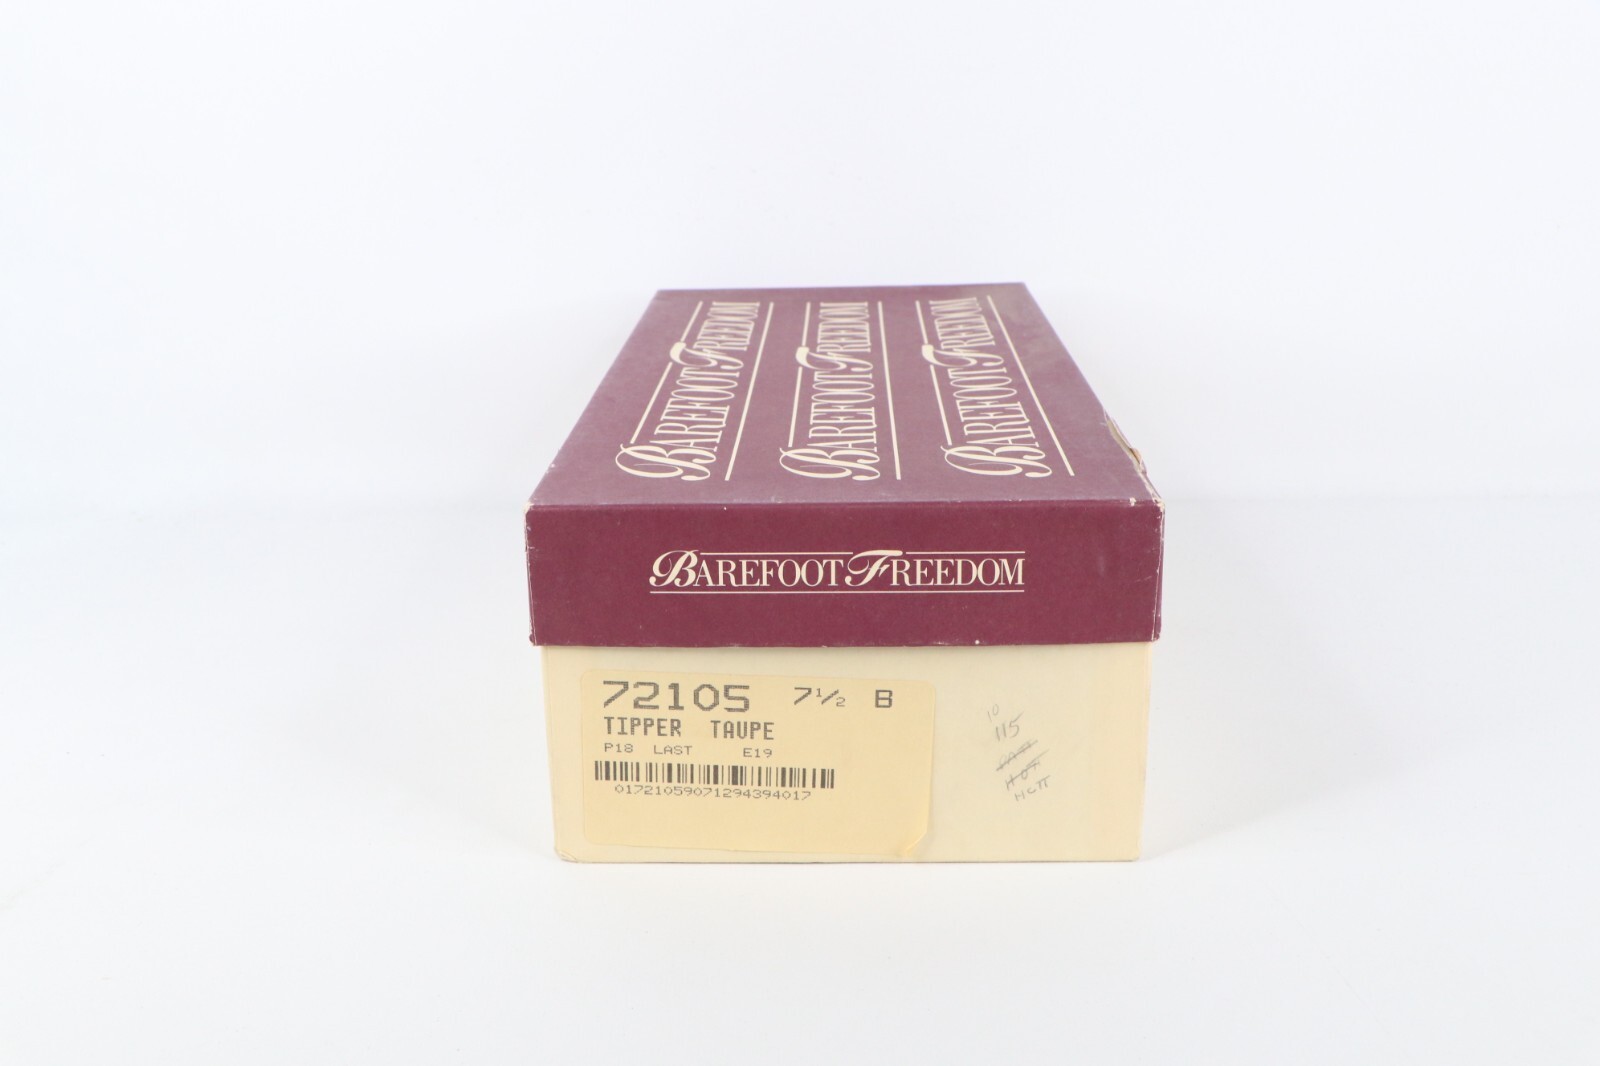 BAREFOOT FREEDOM
BAREFOOT FREEDOM
BAREFOOT FREEDOM
BAREFOOT FREEDOM
72105 7½ B
TIPPER TAUPE
P18 LAST E19
01721059071294394017
10
115